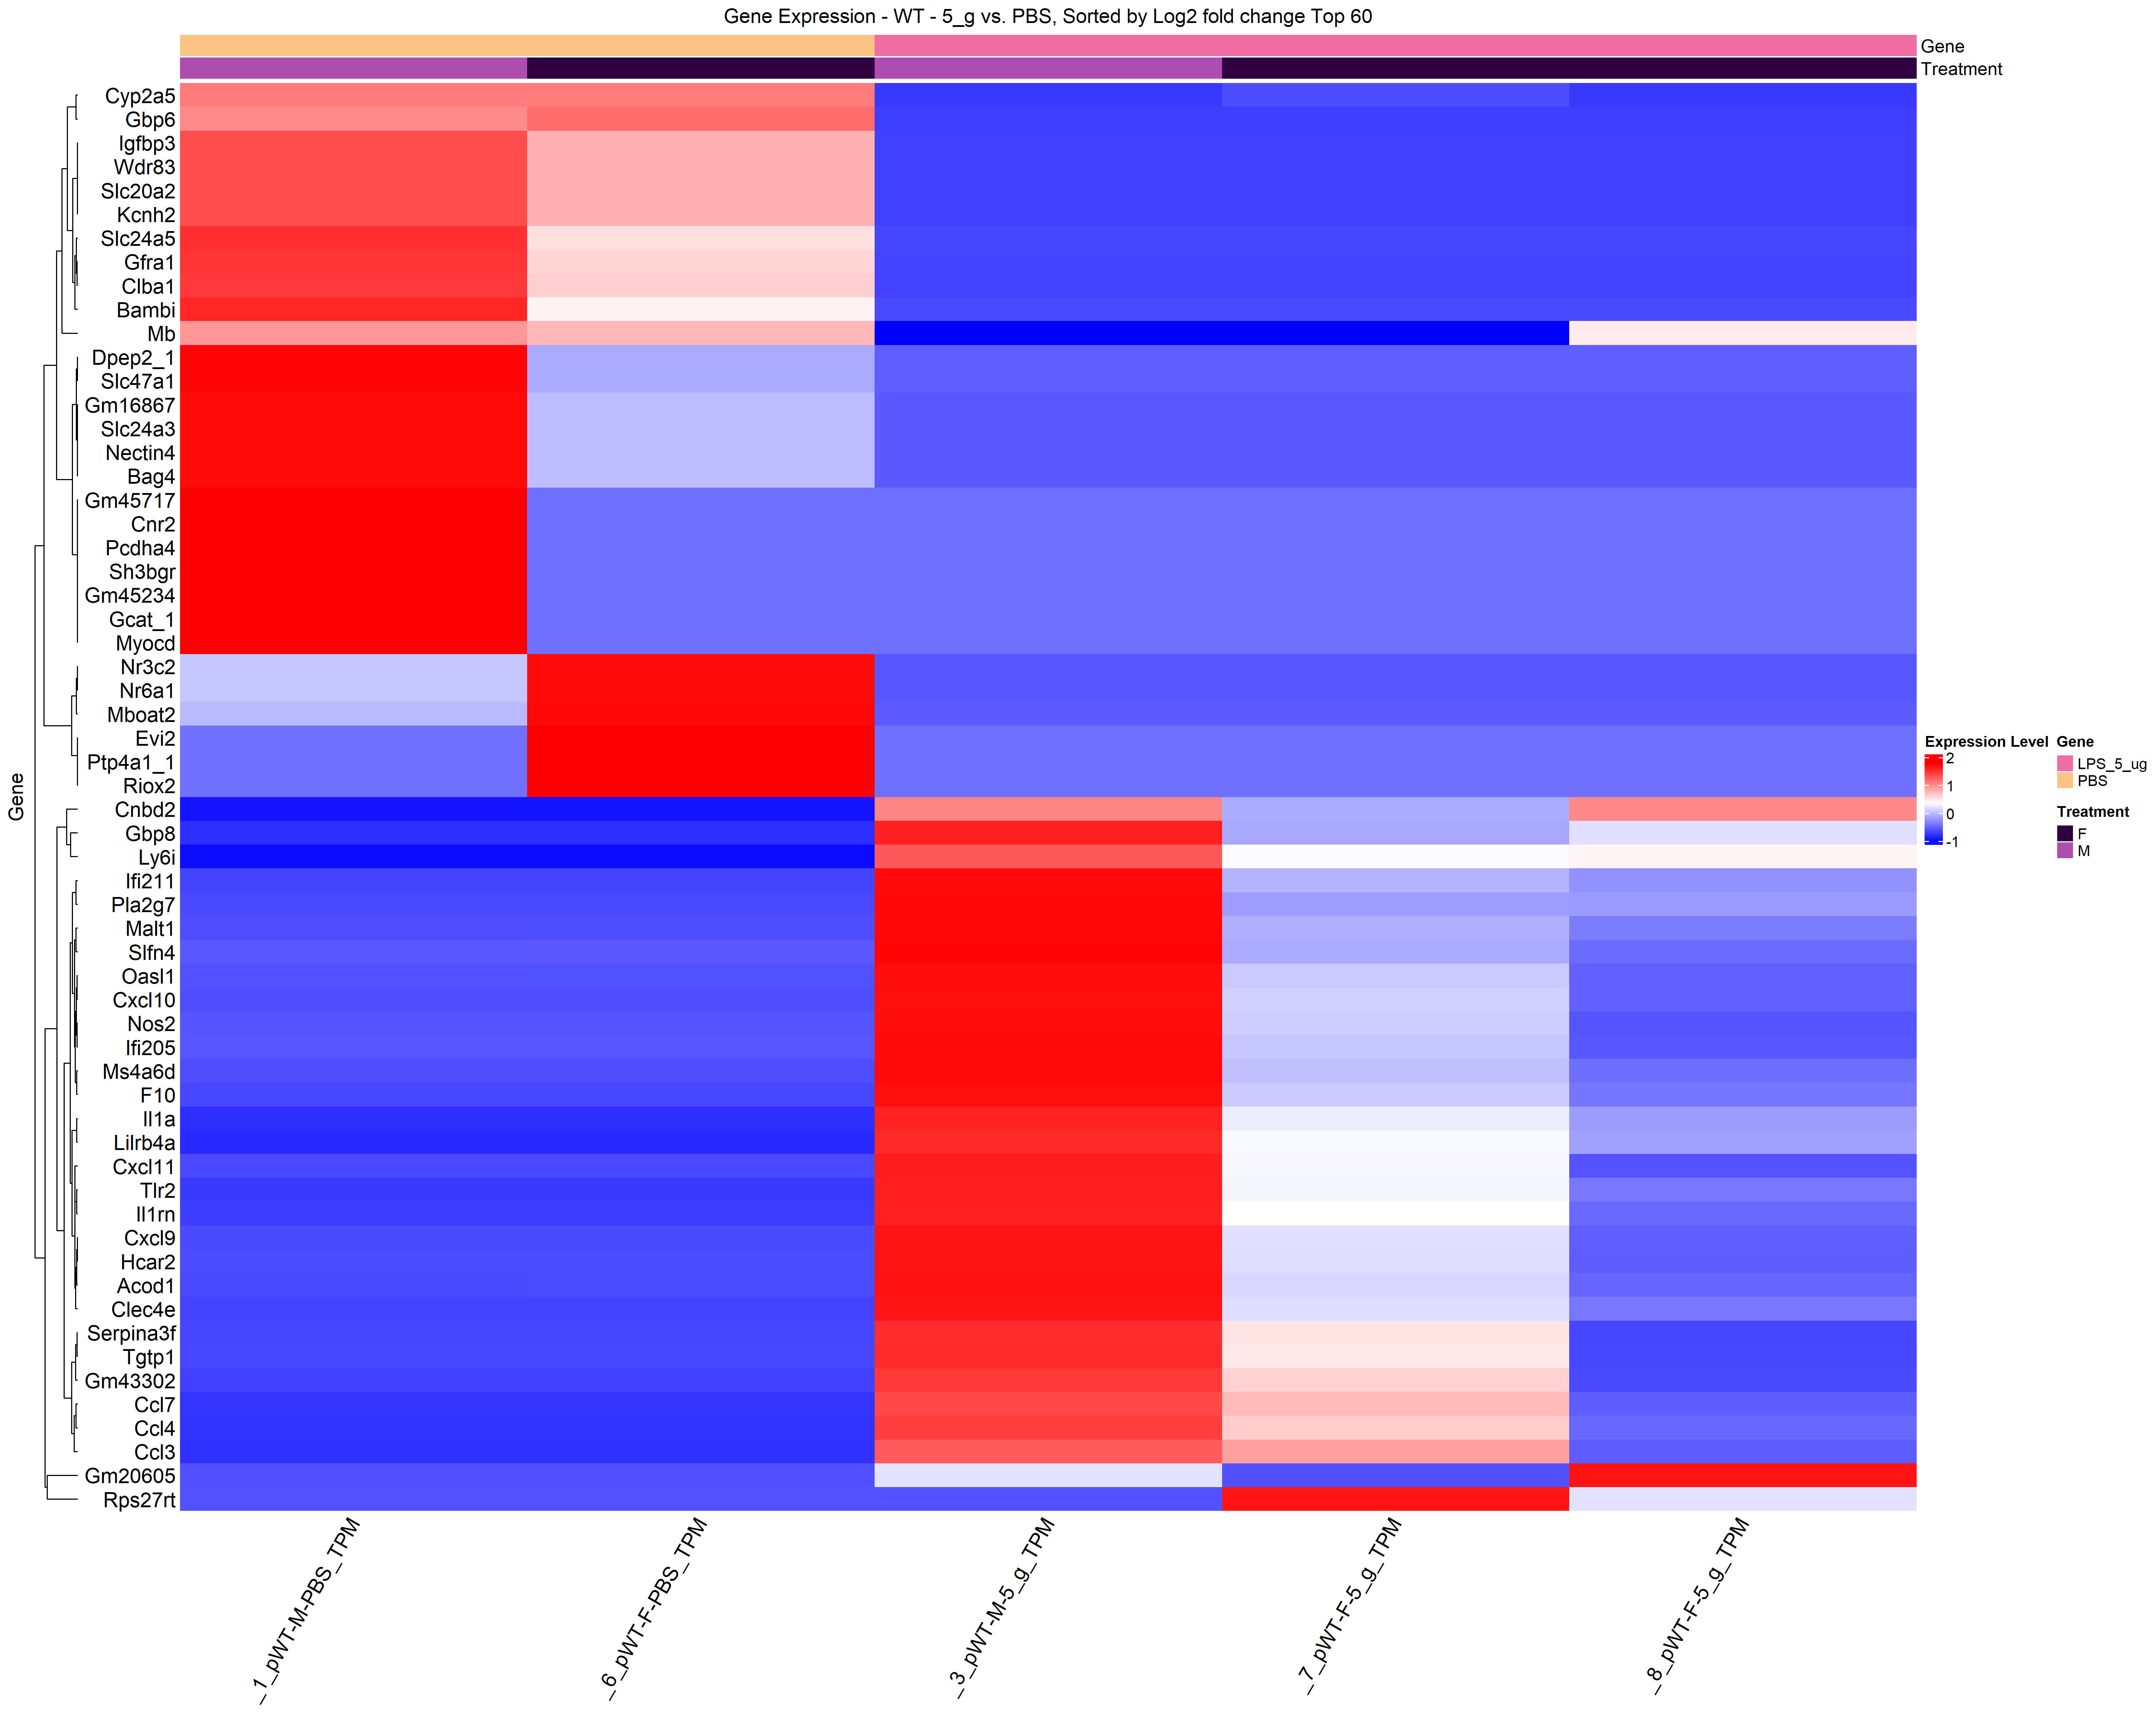 Gene Expression - WT - 5_g vs. PBS, Sorted by Log2 fold change Top 60
Gene
Treatment
Cyp2a5
Gbp6
Igfbp3
Wdr83
Slc20a2
Kcnh2
Slc24a5
Gfra1
Clba1
Bambi
Mb
Dpep2_1
Slc47a1
Gm16867
Slc24a3
Nectin4
Bag4
Gm45717
Cnr2
Pcdha4
Sh3bgr
Gm45234
Gcat_1
Myocd
Nr3c2
Nr6a1
Mboat2
Evi2
Ptp4a1_1
Riox2
Cnbd2
Gbp8
Ly6i
Ifi211
Pla2g7
Malt1
Slfn4
Oasl1
Cxcl10
Nos2
Ifi205
Ms4a6d
F10
Il1a
Lilrb4a
Cxcl11
Tlr2
Il1rn
Cxcl9
Hcar2
Acod1
Clec4e
Serpina3f
Tgtp1
Gm43302
Ccl7
Ccl4
Ccl3
Gm20605
Rps27rt
Gene
_1_pWT-M-PBS_TPM
_6_pWT-F-PBS_TPM
_3_pWT-M-5_g_TPM
_7_pWT-F-5_g_TPM
_8_pWT-F-5_g_TPM
Expression Level
2
1
0
-1
Gene
LPS_5_ug
PBS
Treatment
F
M